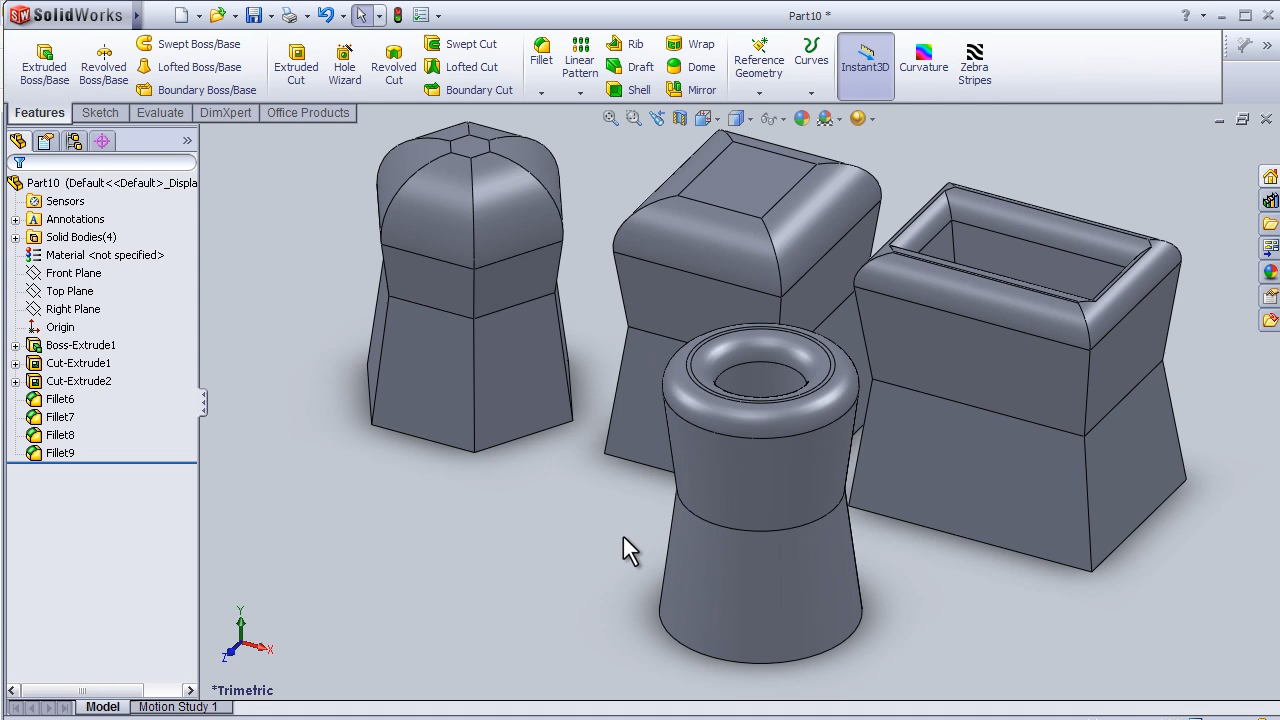 SW SolidWorks
Part10 *
Extruded Boss/Base
Revolved Boss/Base
Swept Boss/Base
Lofted Boss/Base
Boundary Boss/Base
Extruded Cut
Hole Wizard
Revolved Cut
Swept Cut
Lofted Cut
Boundary Cut
Fillet
Linear Pattern
Rib
Draft
Shell
Wrap
Dome
Mirror
Reference Geometry
Curves
Instant3D
Curvature
Zebra Stripes
Features
Sketch
Evaluate
DimXpert
Office Products
Part10 (Default<<Default>_Displa
Sensors
A Annotations
Solid Bodies(4)
Material <not specified>
Front Plane
Top Plane
Right Plane
Origin
Boss-Extrude1
Cut-Extrude1
Cut-Extrude2
Fillet6
Fillet7
Fillet8
Fillet9
Y
X
Z
*Trimetric
Model
Motion Study 1